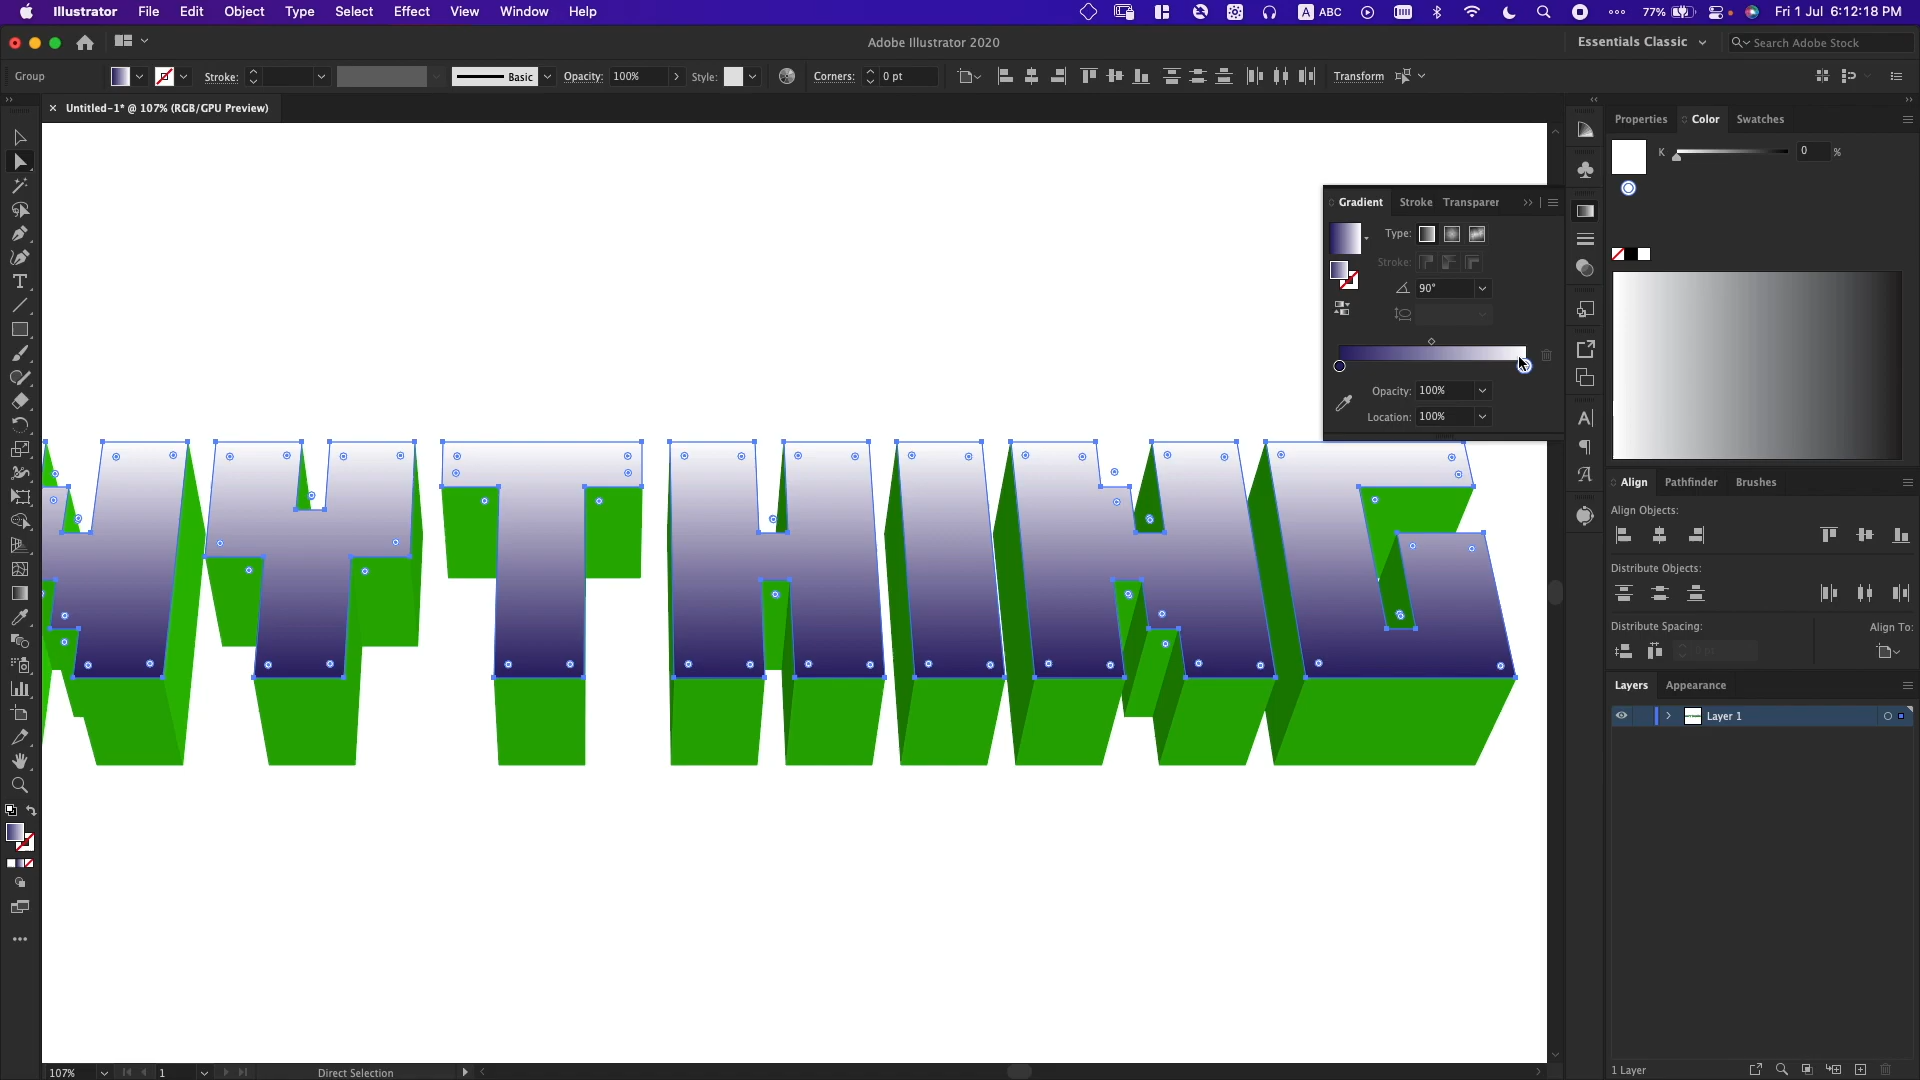 Illustrator File Edit Object Type Select Effect View Window Help A ABC 77% Fri 1 Jul 6:12:18 PM
Adobe Illustrator 2020 Essentials Classic Search Adobe Stock
Group Stroke: Basic Opacity: 100% Style: Corners: 0 pt Transform
× Untitled-1* @ 107% (RGB/GPU Preview)
Properties Color Swatches
K 0 %
Gradient Stroke Transparer
Type:
Stroke:
90°
Opacity: 100%
Location: 100%
Align Pathfinder Brushes
Align Objects:
Distribute Objects:
Distribute Spacing: Align To:
0 pt
Layers Appearance
Layer 1
107% 1 Direct Selection 1 Layer